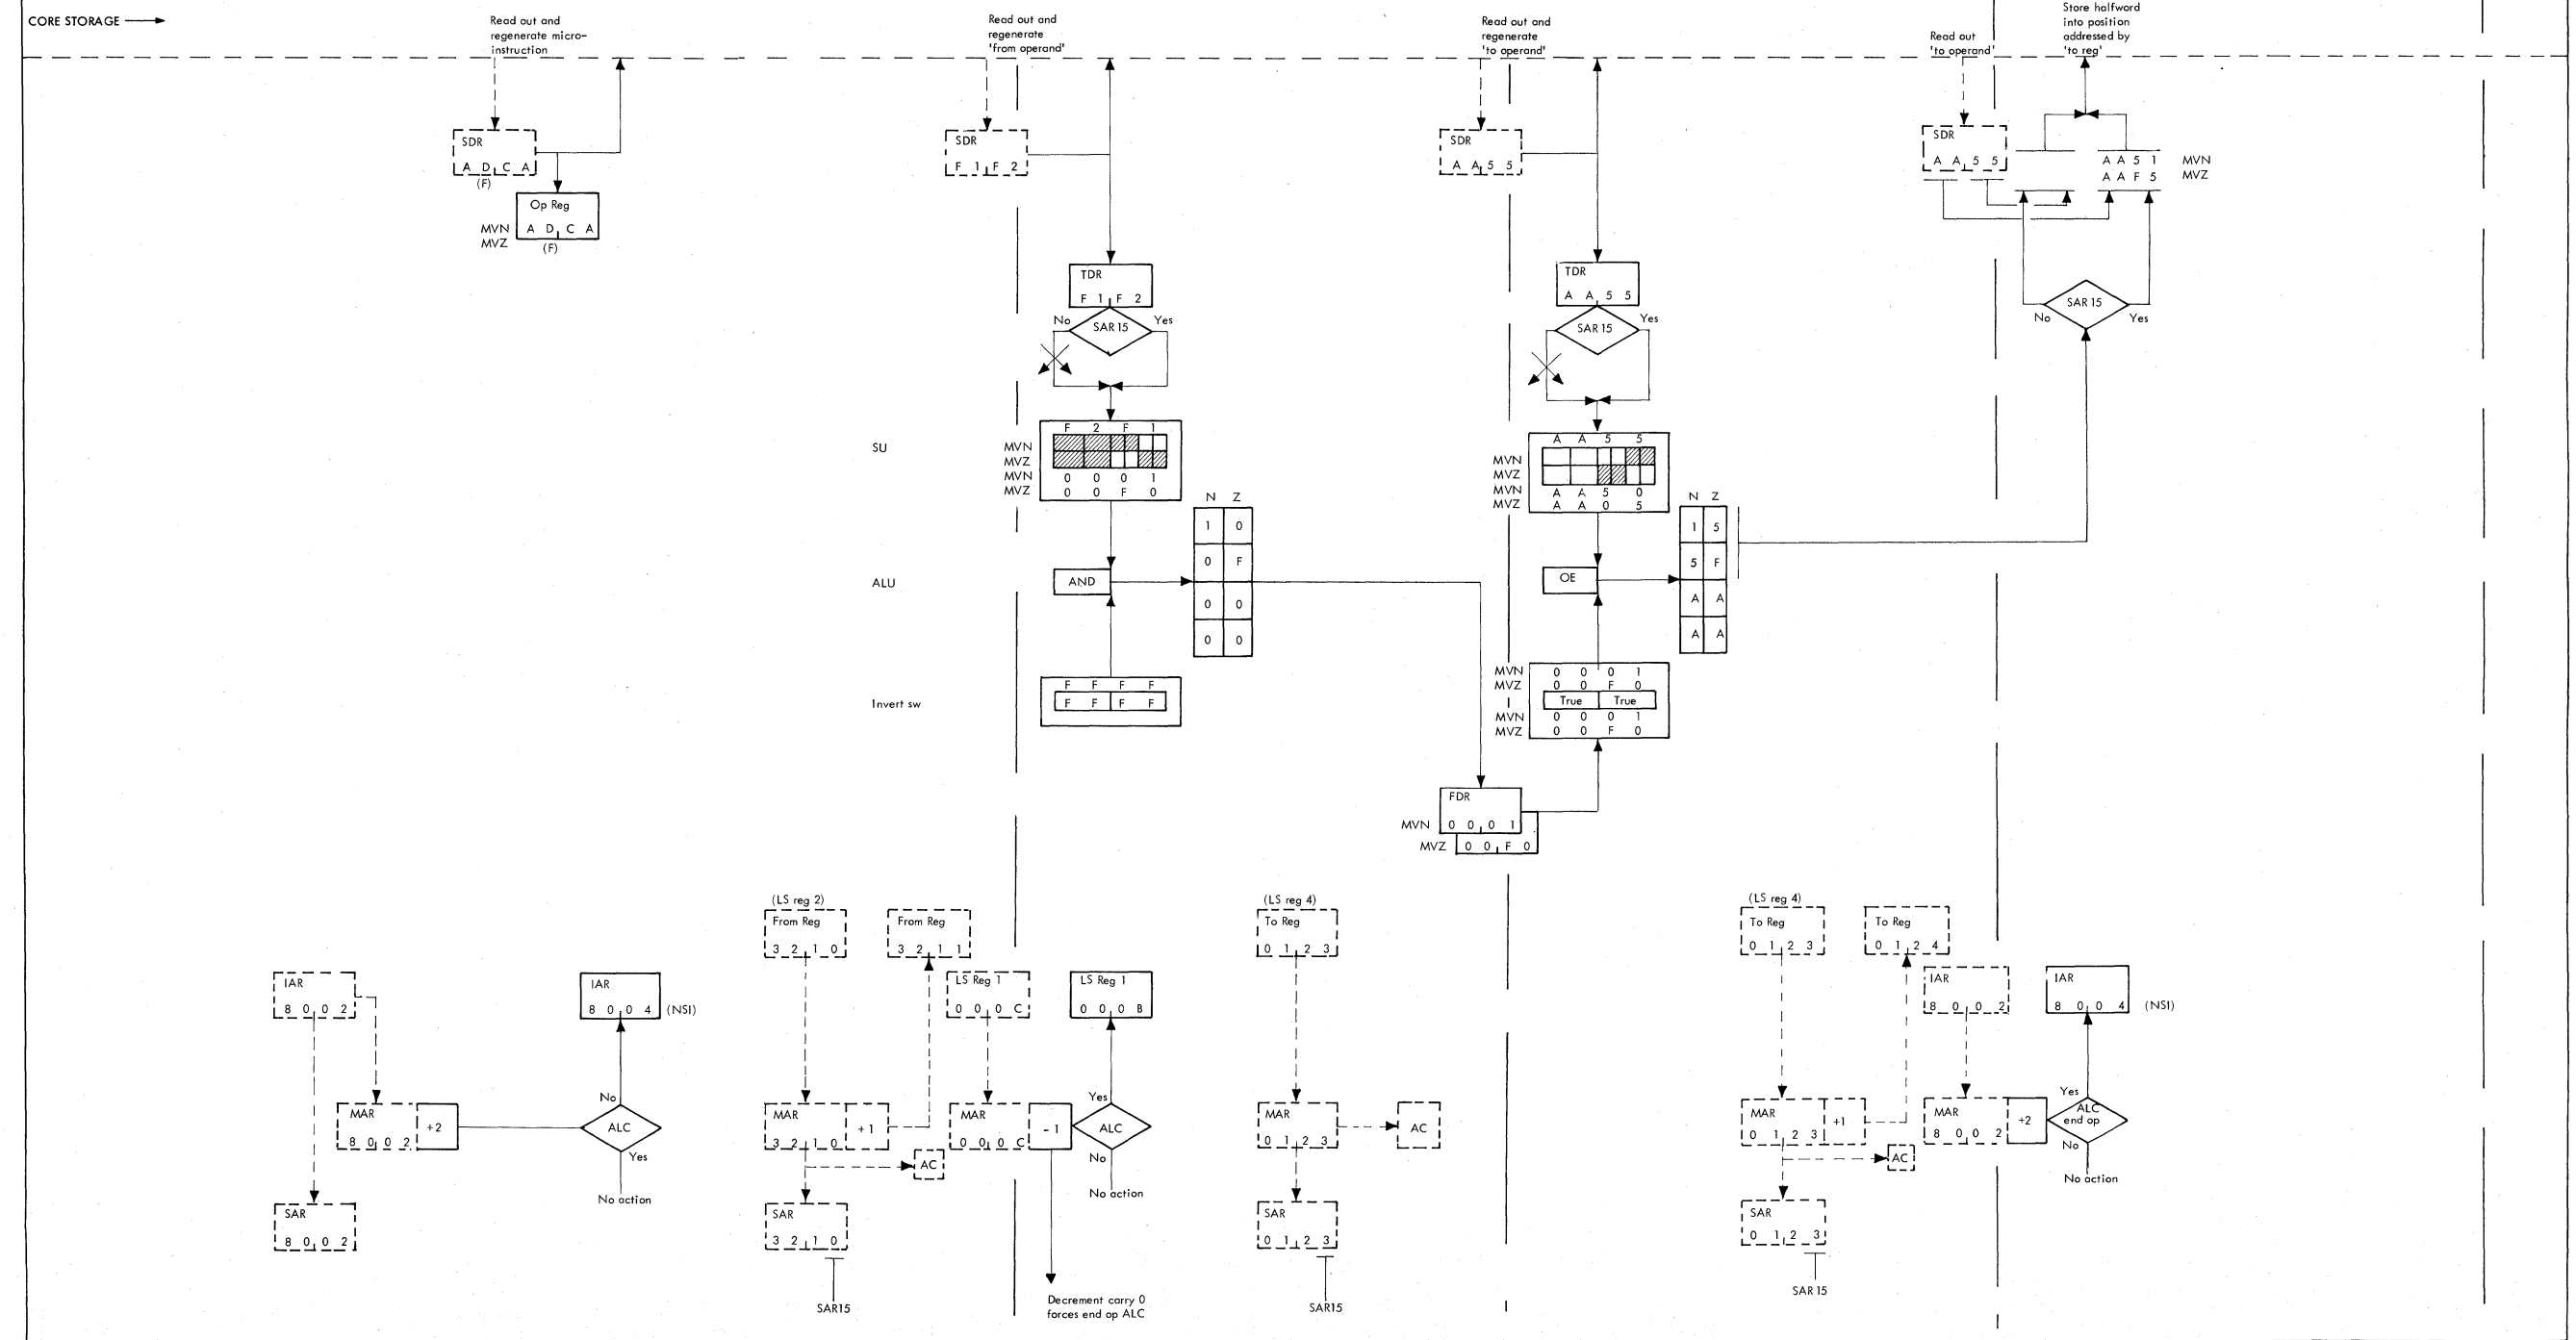 CORE STORAGE
Read out and
regenerate micro-
instruction
SDR
A D C A
(F)
Op Reg
MVN A D C A
MVZ (F)
IAR
8 0 0 2
MAR
8 0 0 2 +2
SAR
8 0 0 2
IAR
8 0 0 4 (NSI)
No
ALC
Yes
No action
Read out and
regenerate
'from operand'
SDR
F 1 F 2
TDR
F 1 F 2
No SAR 15 Yes
SU
F 2 F 1
MVN
MVZ
MVN 0 0 0 1
MVZ 0 0 F 0
N Z
1 0
0 F
0 0
0 0
ALU
AND
Invert sw
F F F F
F F F F
(LS reg 2)
From Reg
3 2 1 0
From Reg
3 2 1 1
LS Reg 1
0 0 0 C
LS Reg 1
0 0 0 B
MAR
3 2 1 0 +1
AC
MAR
0 0 0 C -1
Yes
ALC
No
No action
SAR
3 2 1 0
SAR15
Decrement carry 0
forces end op ALC
Read out and
regenerate
'to operand'
SDR
A A 5 5
TDR
A A 5 5
No SAR 15 Yes
A A 5 5
MVN
MVZ
MVN A A 5 0
MVZ A A 0 5
N Z
1 5
5 F
A A
A A
OE
MVN 0 0 0 1
MVZ 0 0 F 0
True True
MVN 0 0 0 1
MVZ 0 0 F 0
FDR
MVN 0 0 0 1
MVZ 0 0 F 0
(LS reg 4)
To Reg
0 1 2 3
MAR
0 1 2 3
AC
SAR
0 1 2 3
SAR15
Read out
'to operand'
Store halfword
into position
addressed by
'to reg'
SDR
A A 5 5
A A 5 1 MVN
A A F 5 MVZ
SAR 15
No Yes
(LS reg 4)
To Reg
0 1 2 3
To Reg
0 1 2 4
IAR
8 0 0 2
IAR
8 0 0 4 (NSI)
MAR
0 1 2 3 +1
AC
MAR
8 0 0 2 +2
Yes
ALC
end op
No
No action
SAR
0 1 2 3
SAR 15